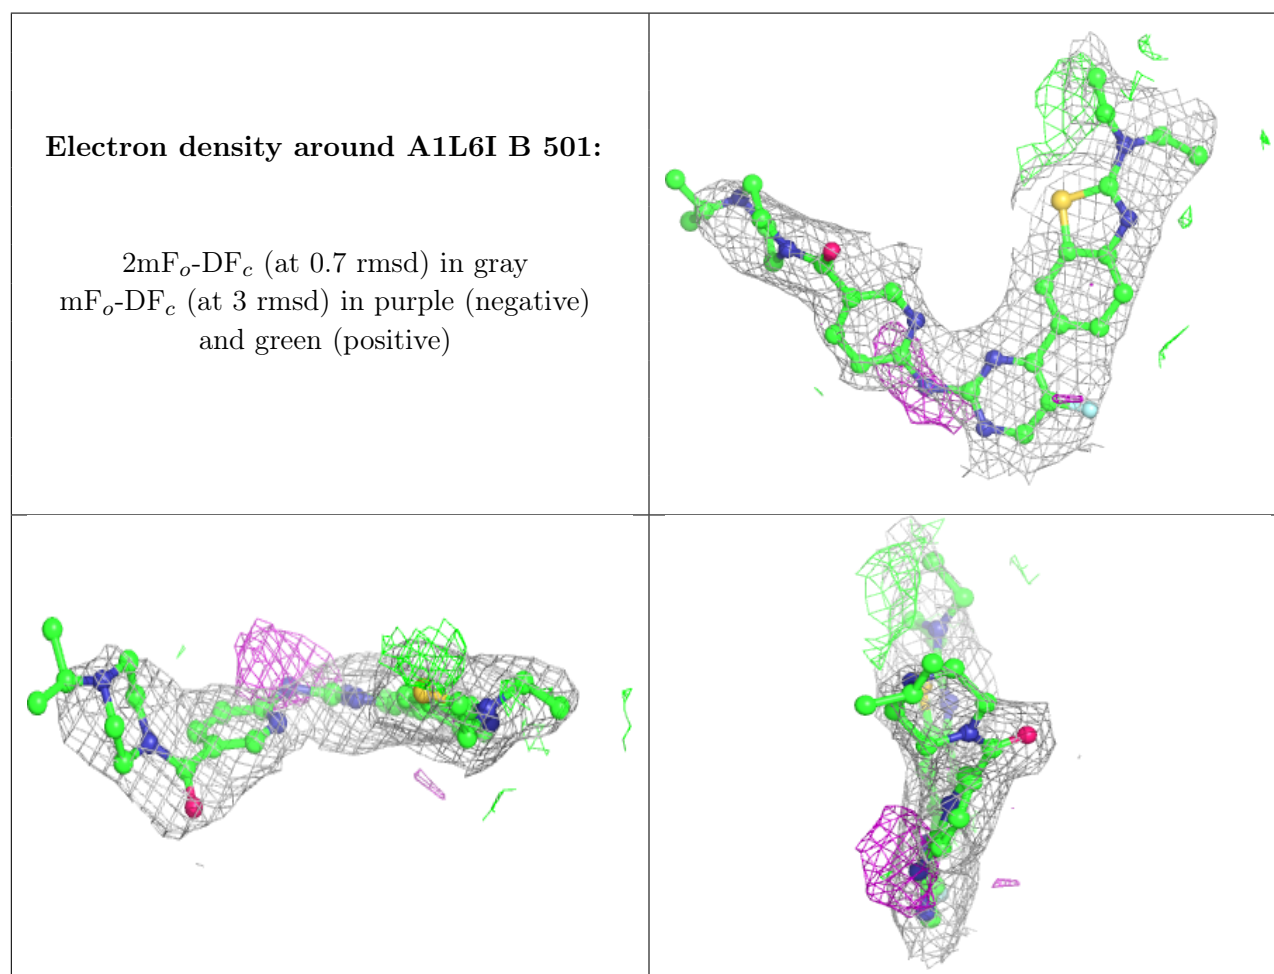 Electron density around A1L6I B 501:
2mFₒ-DF𝒸 (at 0.7 rmsd) in gray
mFₒ-DF𝒸 (at 3 rmsd) in purple (negative)
and green (positive)